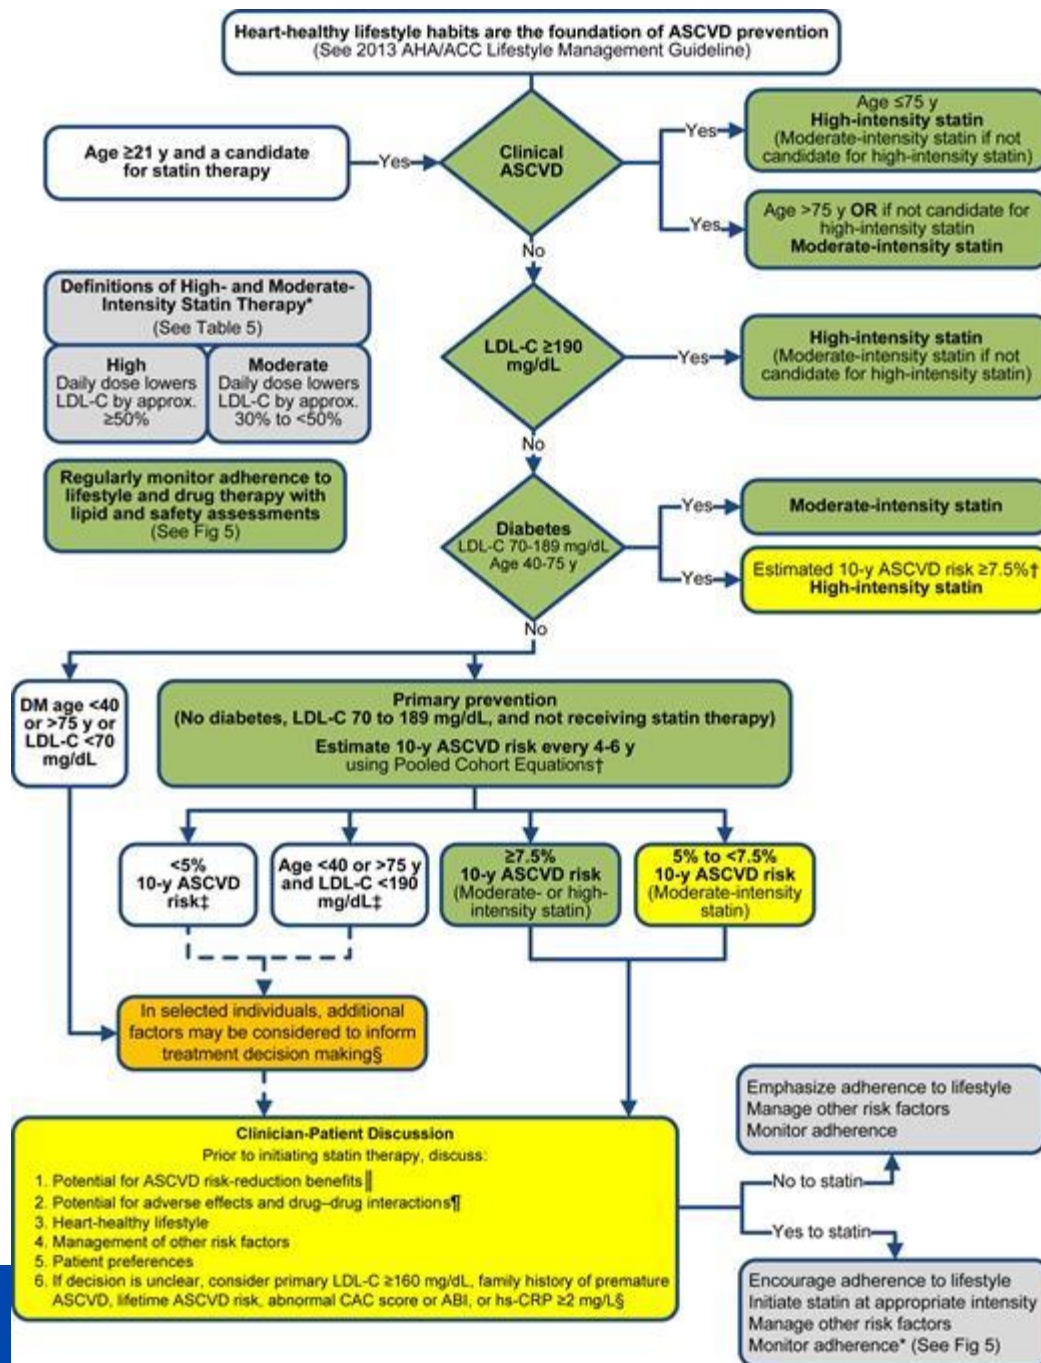 Heart-healthy lifestyle habits are the foundation of ASCVD prevention
(See 2013 AHA/ACC Lifestyle Management Guideline)
Age ≥21 y and a candidate
for statin therapy
Yes
Clinical
ASCVD
Yes
Age ≤75 y
High-intensity statin
(Moderate-intensity statin if not
candidate for high-intensity statin)
Yes
Age >75 y OR if not candidate for
high-intensity statin
Moderate-intensity statin
No
Definitions of High- and Moderate-
Intensity Statin Therapy*
(See Table 5)
High
Daily dose lowers
LDL-C by approx.
≥50%
Moderate
Daily dose lowers
LDL-C by approx.
30% to <50%
LDL-C ≥190
mg/dL
Yes
High-intensity statin
(Moderate-intensity statin if not
candidate for high-intensity statin)
No
Regularly monitor adherence to
lifestyle and drug therapy with
lipid and safety assessments
(See Fig 5)
Diabetes
LDL-C 70-189 mg/dL
Age 40-75 y
Yes
Moderate-intensity statin
Yes
Estimated 10-y ASCVD risk ≥7.5%†
High-intensity statin
No
DM age <40
or >75 y or
LDL-C <70
mg/dL
Primary prevention
(No diabetes, LDL-C 70 to 189 mg/dL, and not receiving statin therapy)
Estimate 10-y ASCVD risk every 4-6 y
using Pooled Cohort Equations†
<5%
10-y ASCVD
risk‡
Age <40 or >75 y
and LDL-C <190
mg/dL‡
≥7.5%
10-y ASCVD risk
(Moderate- or high-
intensity statin)
5% to <7.5%
10-y ASCVD risk
(Moderate-intensity
statin)
In selected individuals, additional
factors may be considered to inform
treatment decision making§
Clinician-Patient Discussion
Prior to initiating statin therapy, discuss:
1. Potential for ASCVD risk-reduction benefits‖
2. Potential for adverse effects and drug–drug interactions¶
3. Heart-healthy lifestyle
4. Management of other risk factors
5. Patient preferences
6. If decision is unclear, consider primary LDL-C ≥160 mg/dL, family history of premature
ASCVD, lifetime ASCVD risk, abnormal CAC score or ABI, or hs-CRP ≥2 mg/L§
Emphasize adherence to lifestyle
Manage other risk factors
Monitor adherence
No to statin
Yes to statin
Encourage adherence to lifestyle
Initiate statin at appropriate intensity
Manage other risk factors
Monitor adherence* (See Fig 5)